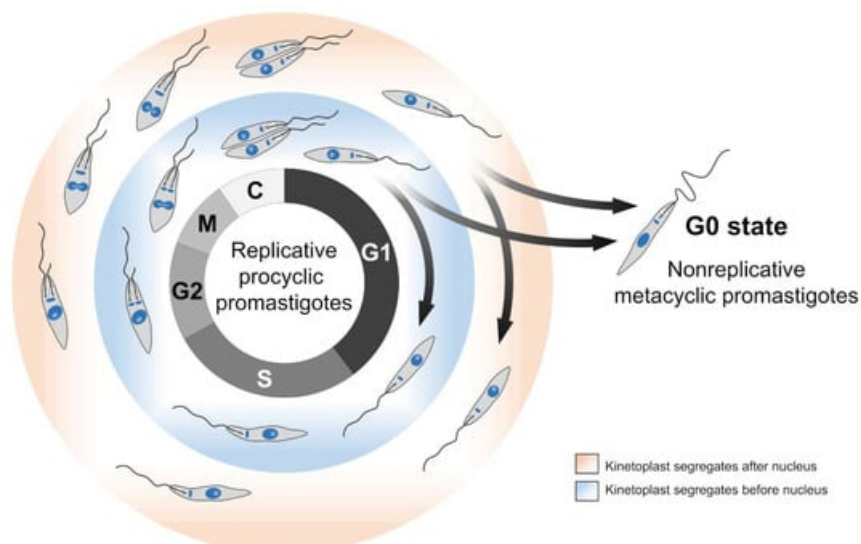 C
M
G1
G2
S
Replicative
procyclic
promastigotes
G0 state
Nonreplicative
metacyclic promastigotes
Kinetoplast segregates after nucleus
Kinetoplast segregates before nucleus